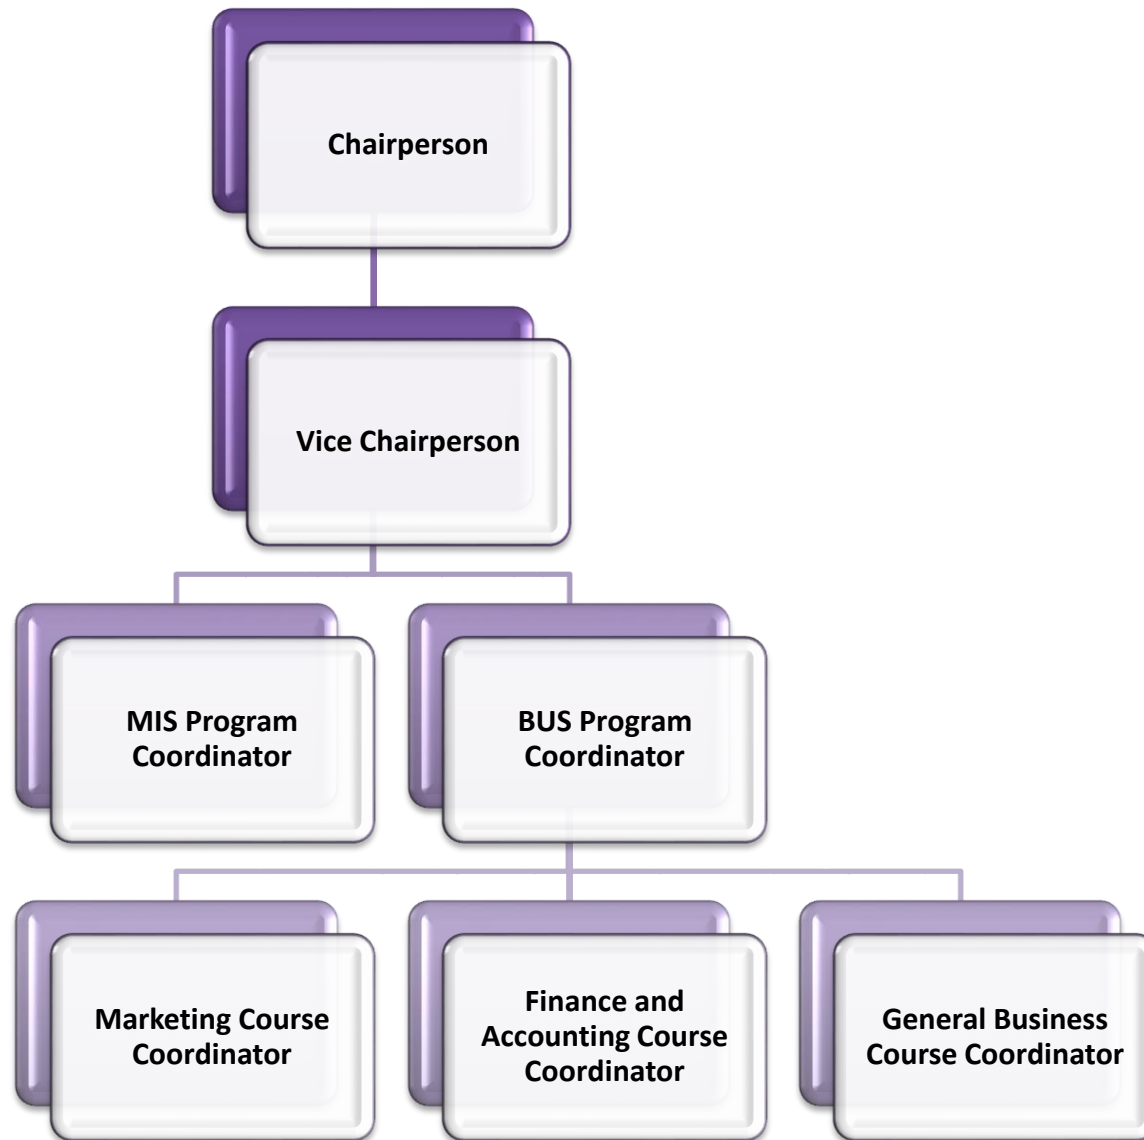 Chairperson
Vice Chairperson
MIS Program
Coordinator
BUS Program
Coordinator
Marketing Course
Coordinator
Finance and
Accounting Course
Coordinator
General Business
Course Coordinator